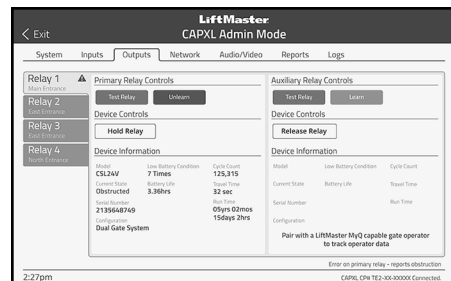 LiftMaster
< Exit
CAPXL Admin Mode
System Inputs Outputs Network Audio/Video Reports Logs
Relay 1
Main Entrance
Relay 2
East Entrance
Relay 3
East Entrance
Relay 4
North Entrance
Primary Relay Controls
Test Relay Unlearn
Device Controls
Hold Relay
Device Information
Model Low Battery Condition Cycle Count
CSL24V 7 Times 125,315
Current State Battery Life Travel Time
Obstructed 3.36hrs 32 sec
Serial Number Run Time
2135648749 05yrs 02mos
15days 2hrs
Configuration
Dual Gate System
Auxiliary Relay Controls
Test Relay Learn
Device Controls
Release Relay
Device Information
Model Low Battery Condition Cycle Count
Current State Battery Life Travel Time
Serial Number Run Time
Configuration
Pair with a LiftMaster MyQ capable gate operator
to track operator data
Error on primary relay - reports obstruction
2:27pm
CAPXL CP# TE2-XX-XXXXX Connected.